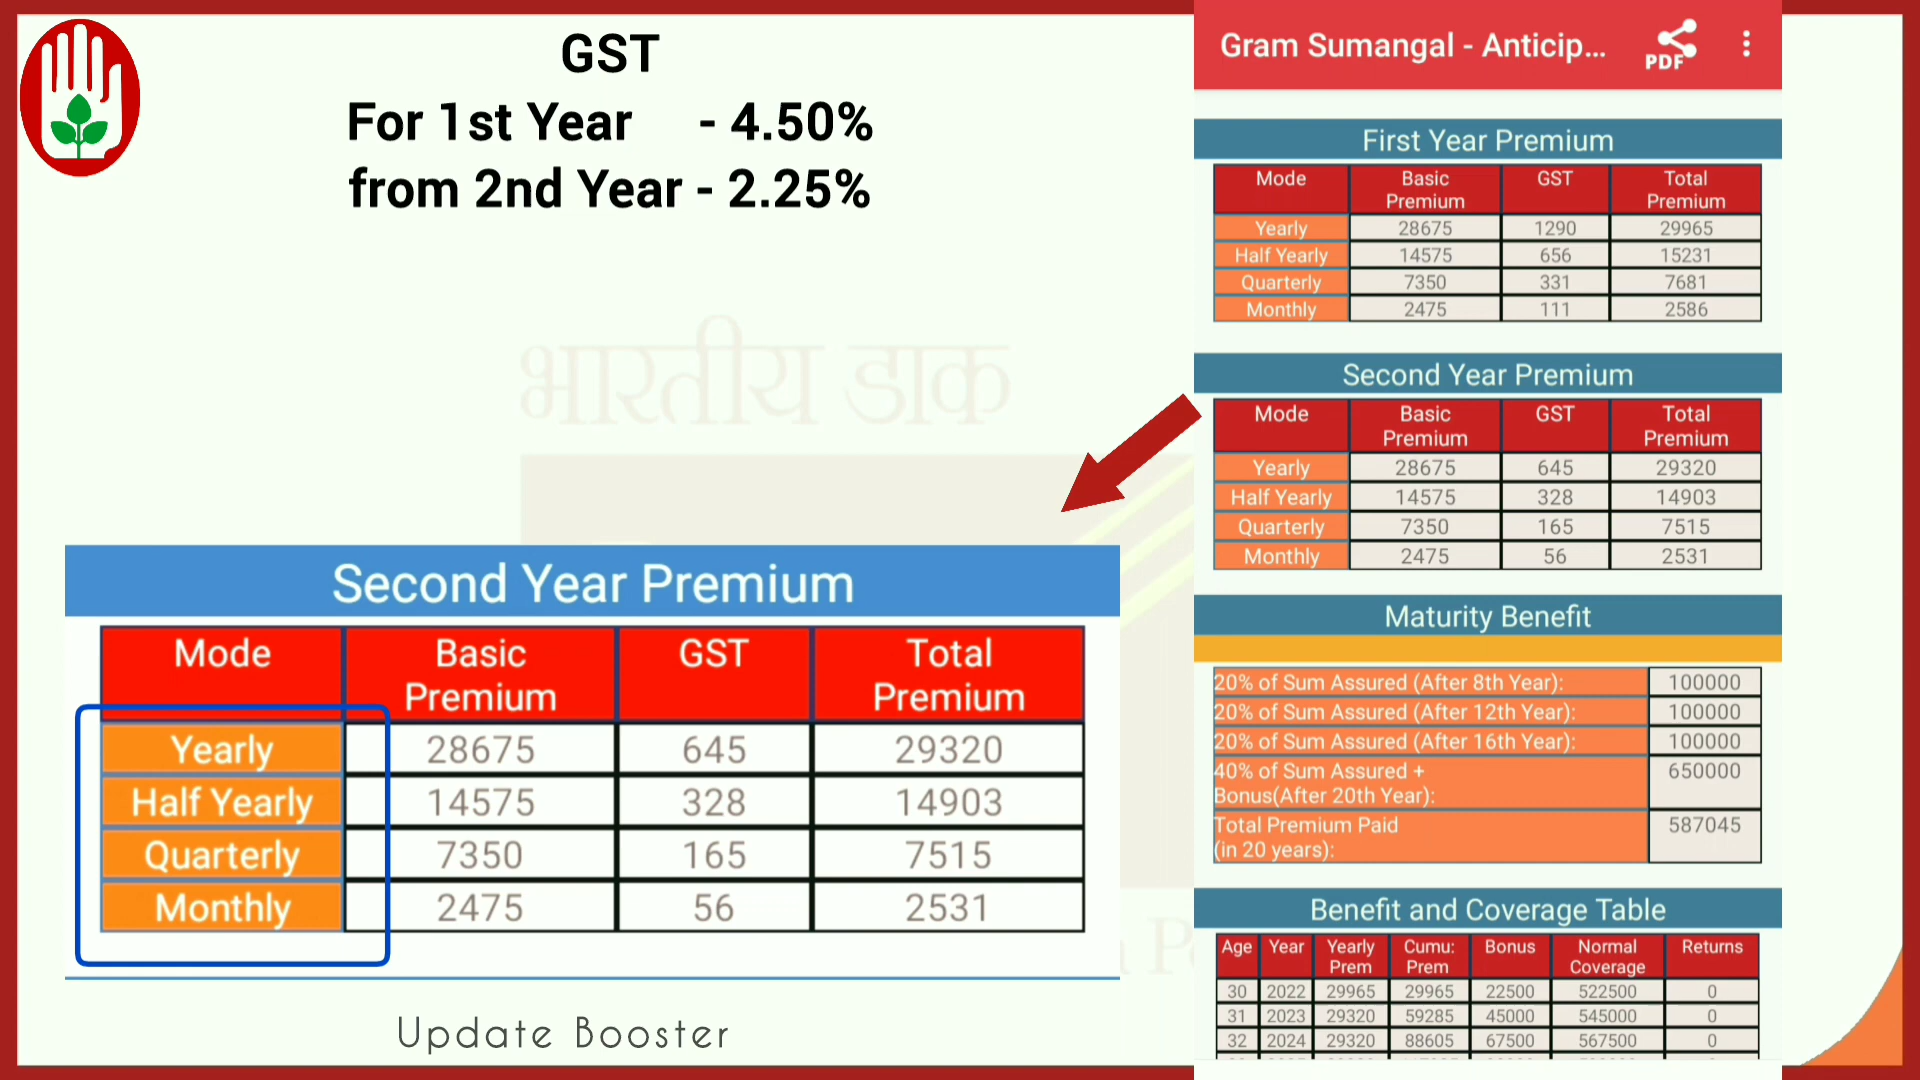 GST
For 1st Year - 4.50%
from 2nd Year - 2.25%
भारतीय डाक
Second Year Premium
Mode Basic Premium GST Total Premium
Yearly 28675 645 29320
Half Yearly 14575 328 14903
Quarterly 7350 165 7515
Monthly 2475 56 2531
Update Booster
Gram Sumangal - Anticip...
PDF
First Year Premium
Mode Basic Premium GST Total Premium
Yearly 28675 1290 29965
Half Yearly 14575 656 15231
Quarterly 7350 331 7681
Monthly 2475 111 2586
Second Year Premium
Mode Basic Premium GST Total Premium
Yearly 28675 645 29320
Half Yearly 14575 328 14903
Quarterly 7350 165 7515
Monthly 2475 56 2531
Maturity Benefit
20% of Sum Assured (After 8th Year): 100000
20% of Sum Assured (After 12th Year): 100000
20% of Sum Assured (After 16th Year): 100000
40% of Sum Assured +
Bonus(After 20th Year): 650000
Total Premium Paid
(in 20 years): 587045
Benefit and Coverage Table
Age Year Yearly Prem Cumu: Prem Bonus Normal Coverage Returns
30 2022 29965 29965 22500 522500 0
31 2023 29320 59285 45000 545000 0
32 2024 29320 88605 67500 567500 0